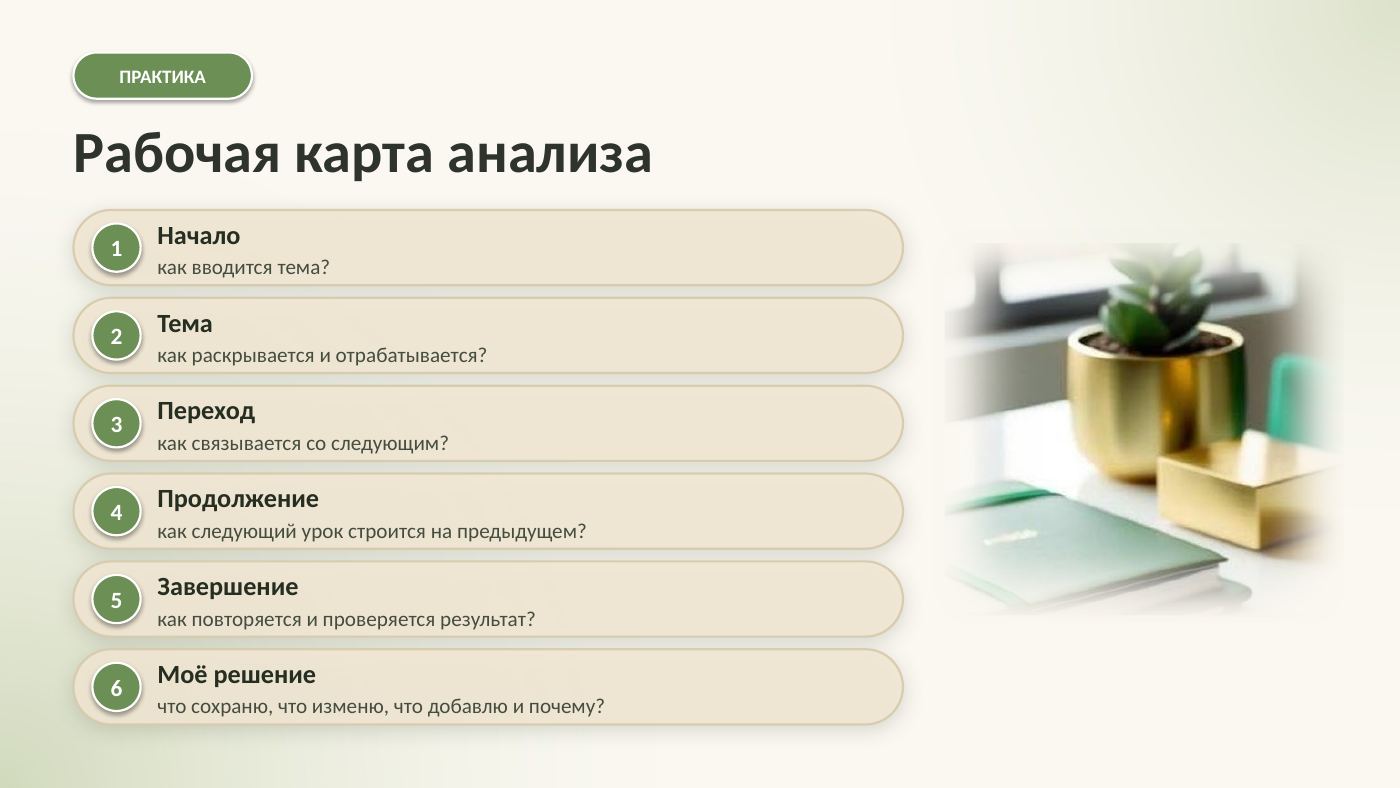 ПРАКТИКА
Рабочая карта анализа
1
Начало
как вводится тема?
2
Тема
как раскрывается и отрабатывается?
3
Переход
как связывается со следующим?
4
Продолжение
как следующий урок строится на предыдущем?
5
Завершение
как повторяется и проверяется результат?
6
Моё решение
что сохраню, что изменю, что добавлю и почему?